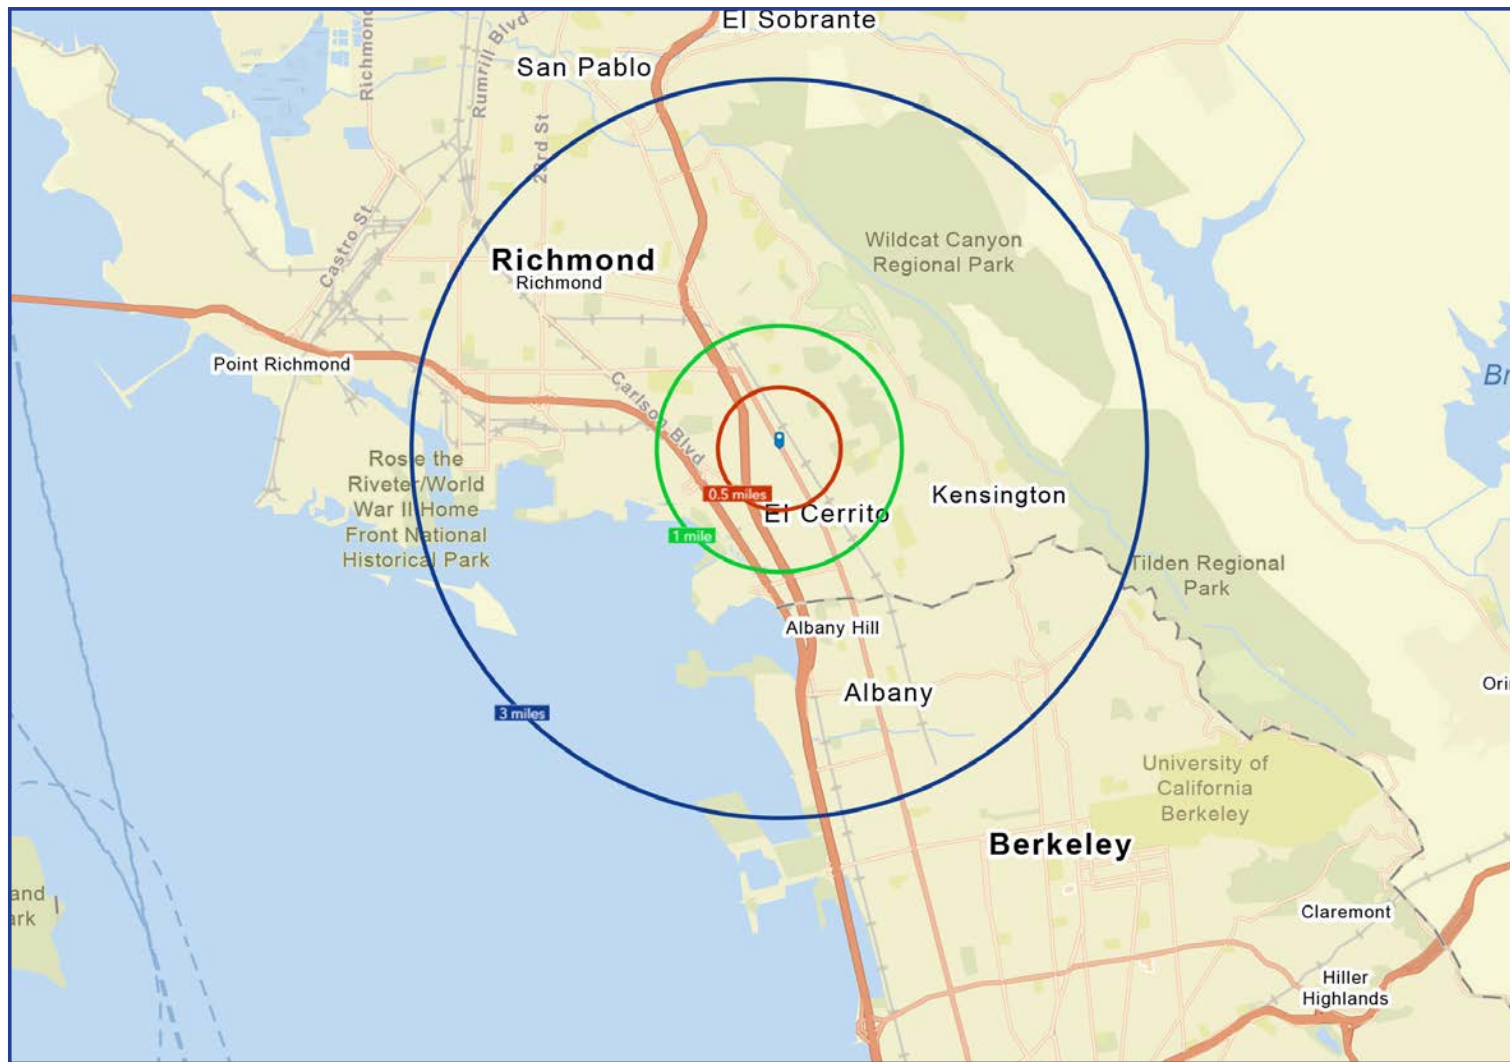 El Sobrante
San Pablo
Richmond
Rumrill Blvd
23rd St
Castro St
Wildcat Canyon
Regional Park
Richmond
Richmond
Point Richmond
Carlson Blvd
Rosie the
Riveter/World
War II Home
Front National
Historical Park
0.5 miles
El Cerrito
Kensington
1 mile
Tilden Regional
Park
Albany Hill
Albany
3 miles
University of
California
Berkeley
Berkeley
Claremont
Hiller
Highlands